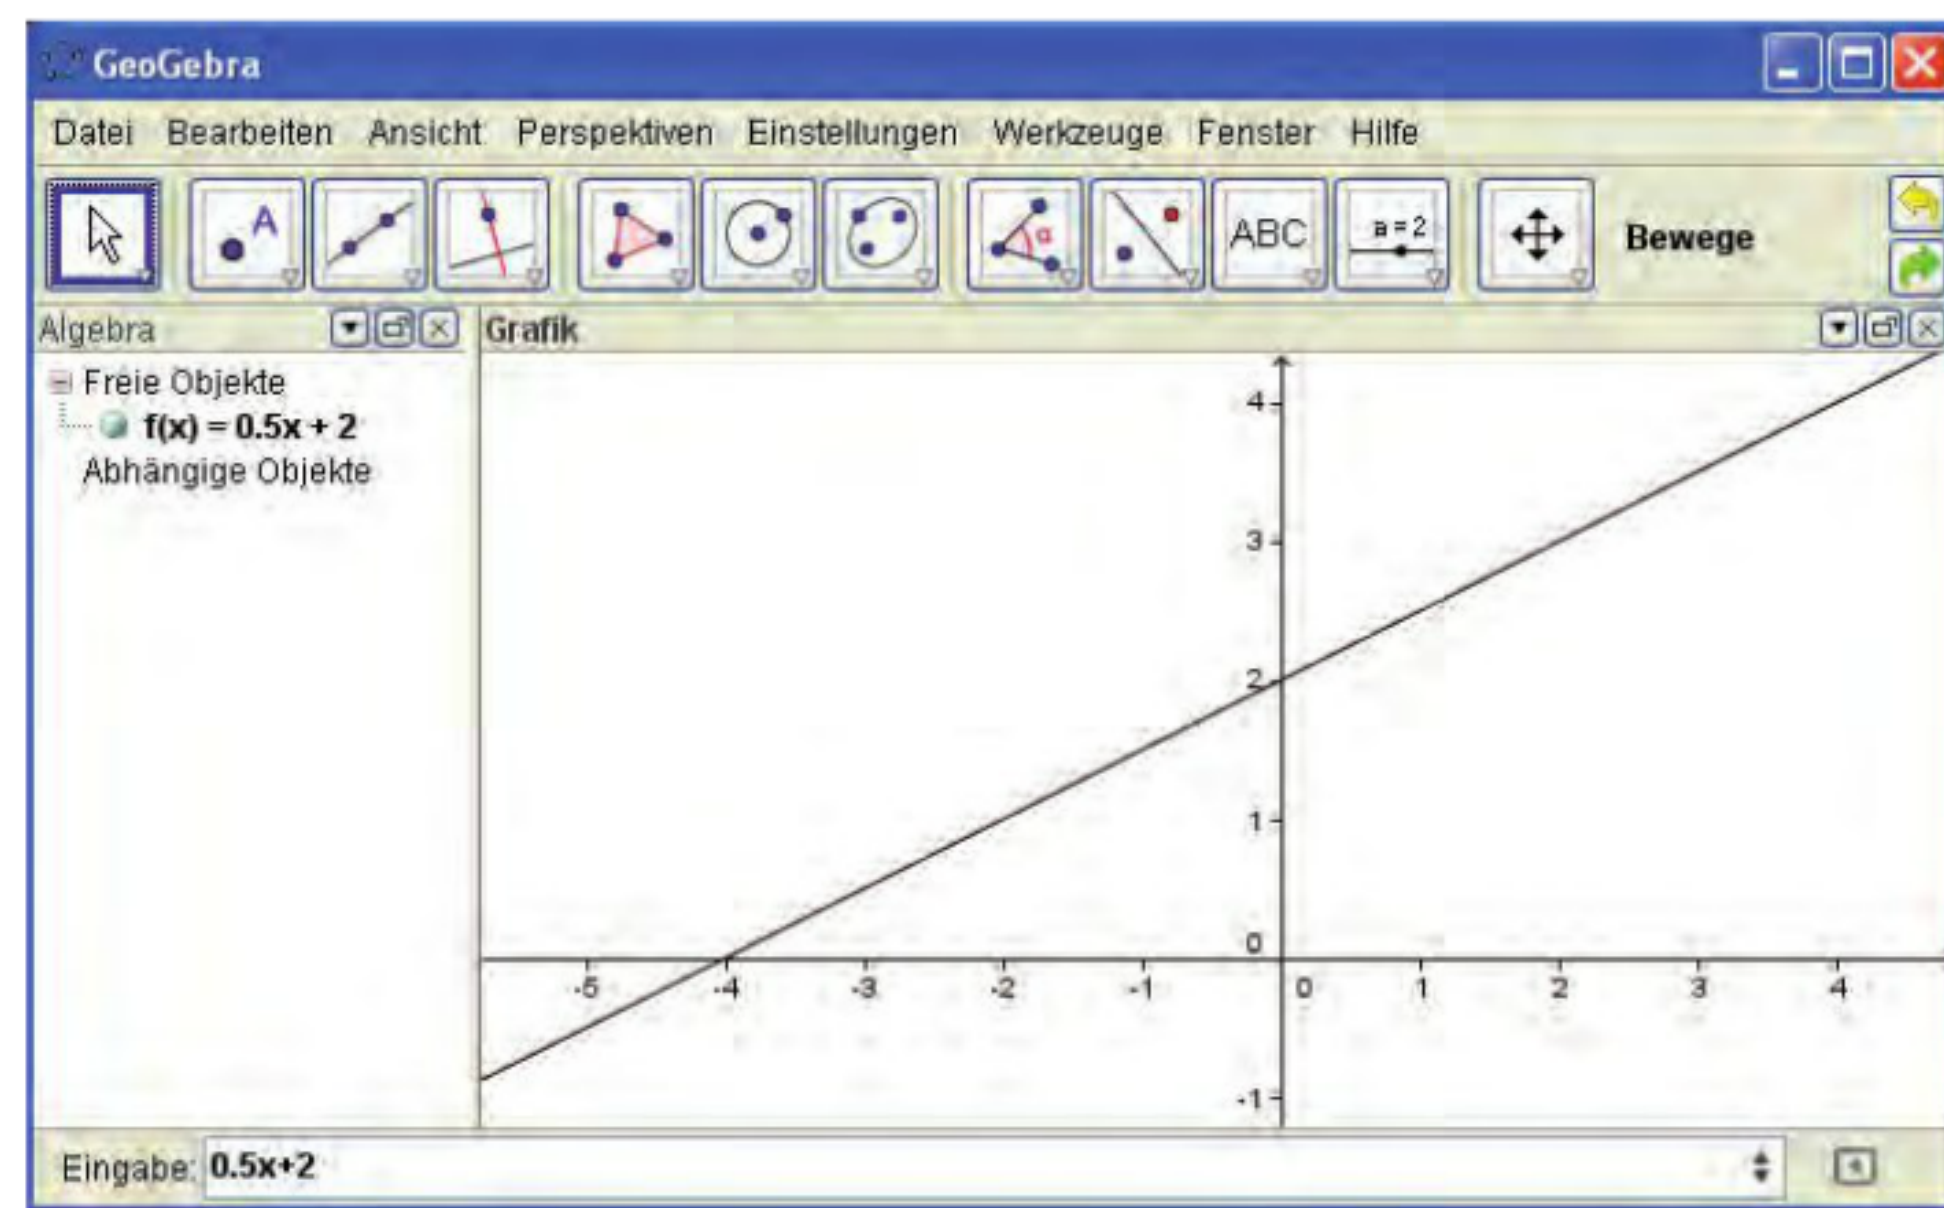 GeoGebra
Datei Bearbeiten Ansicht Perspektiven Einstellungen Werkzeuge Fenster Hilfe
A α ABC a = 2 Bewege
Algebra
Grafik
Freie Objekte
f(x) = 0.5x + 2
Abhängige Objekte
4
3
2
1
0
-5 -4 -3 -2 -1 0 1 2 3 4
-1
Eingabe: 0.5x+2